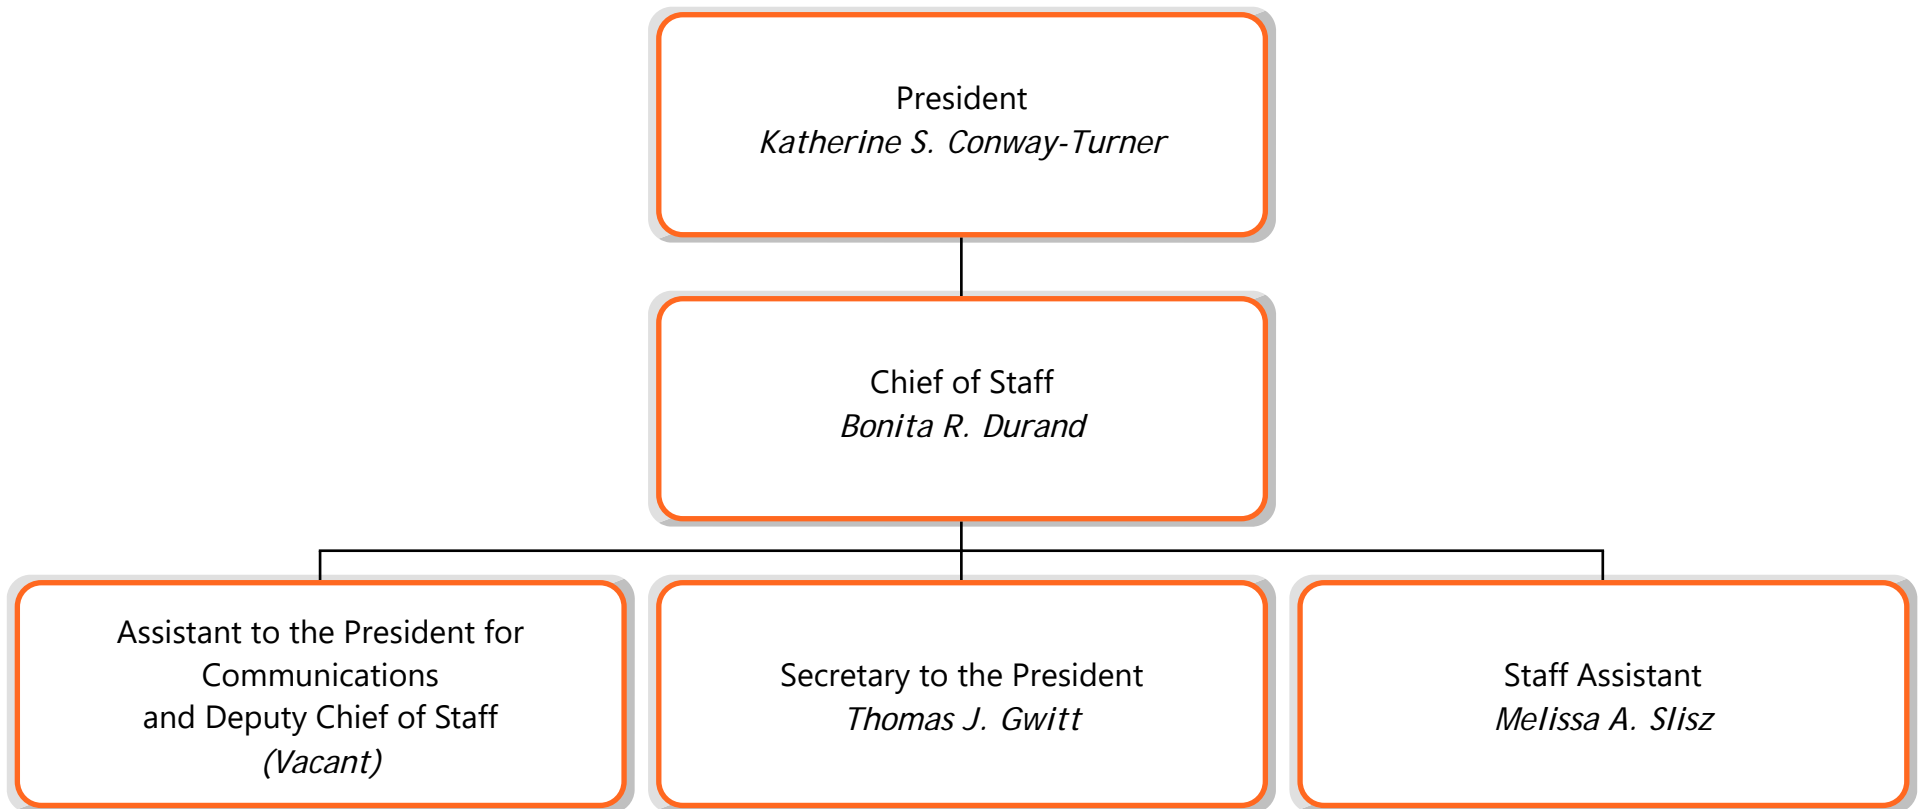 President
Katherine S. Conway-Turner
Chief of Staff
Bonita R. Durand
Assistant to the President for
Communications
and Deputy Chief of Staff
(Vacant)
Secretary to the President
Thomas J. Gwitt
Staff Assistant
Melissa A. Slisz